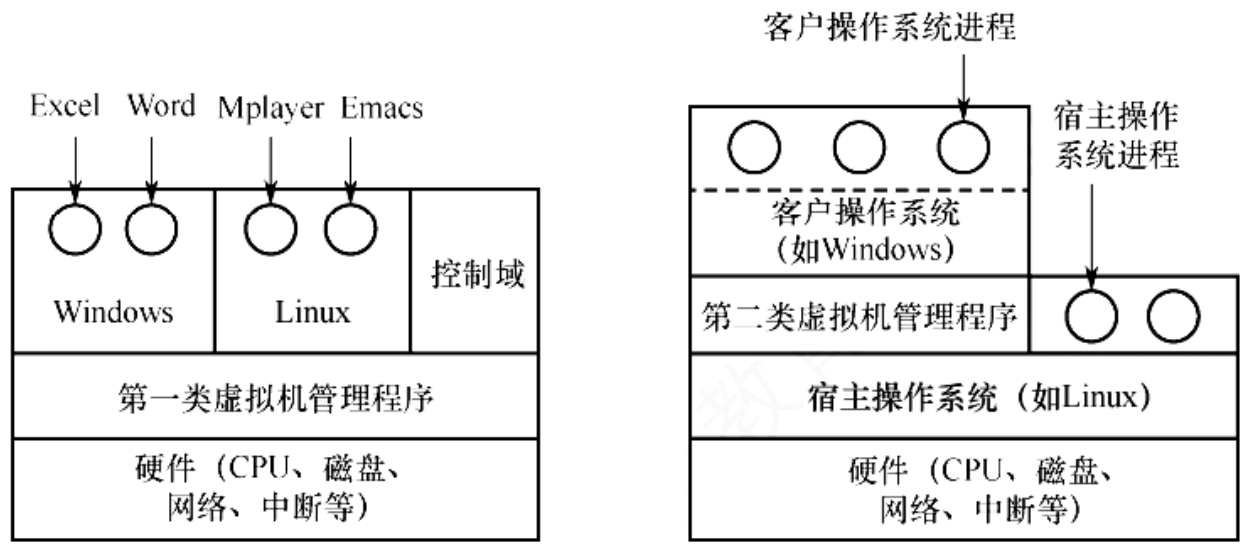 Excel Word Mplayer Emacs
Windows
Linux
控制域
第一类虚拟机管理程序
硬件（CPU、磁盘、
网络、中断等）
客户操作系统进程
宿主操作
系统进程
客户操作系统
（如Windows）
第二类虚拟机管理程序
宿主操作系统（如Linux）
硬件（CPU、磁盘、
网络、中断等）